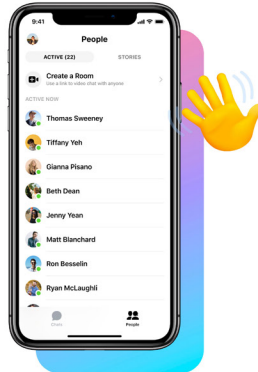 9:41
People
ACTIVE (22)
STORIES
Create a Room
Use a link to video chat with anyone
ACTIVE NOW
Thomas Sweeney
Tiffany Yeh
Gianna Pisano
Beth Dean
Jenny Yean
Matt Blanchard
Ron Besselin
Ryan McLaughli
Chats
People